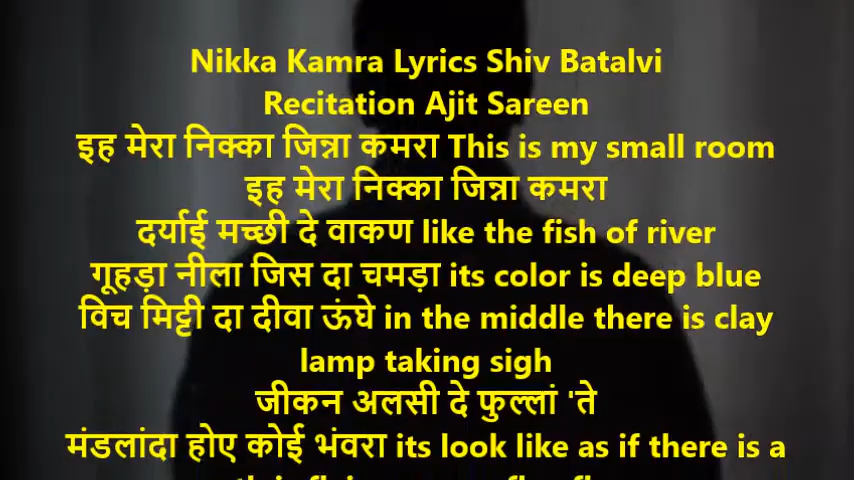 Nikka Kamra Lyrics Shiv Batalvi
Recitation Ajit Sareen
इह मेरा निक्का जिन्ना कमरा This is my small room
इह मेरा निक्का जिन्ना कमरा
दर्याई मच्छी दे वाकण like the fish of river
गूहड़ा नीला जिस दा चमड़ा its color is deep blue
विच मिट्टी दा दीवा ऊंघे in the middle there is clay
lamp taking sigh
जीकन अलसी दे फुल्लां 'ते
मंडलांदा होए कोई भंवरा its look like as if there is a